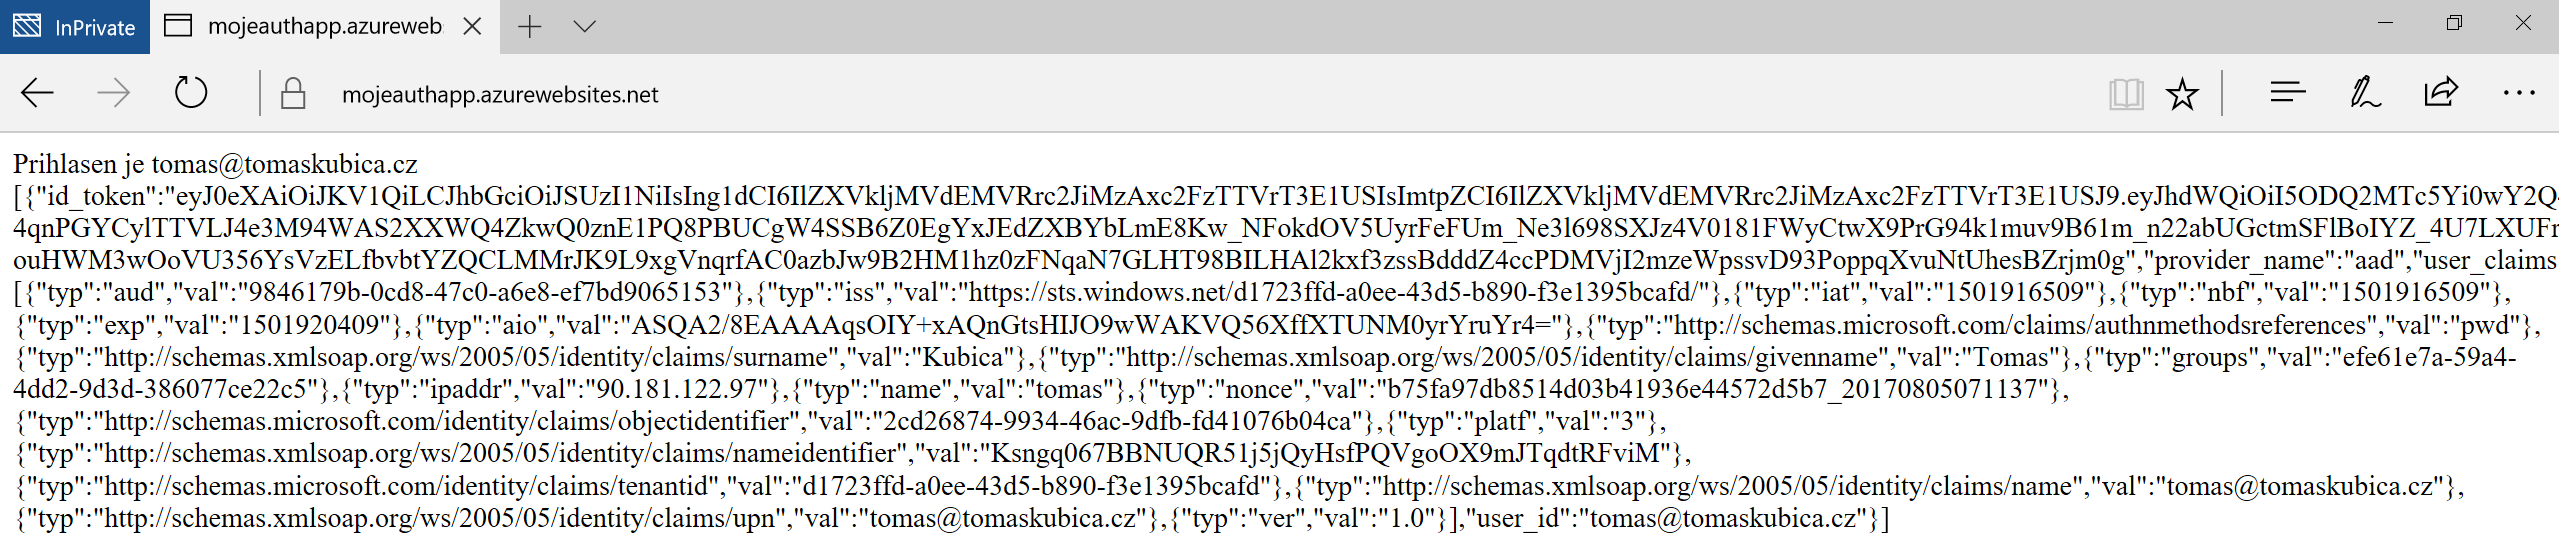 InPrivate
mojeauthapp.azureweb
mojeauthapp.azurewebsites.net
Prihlasen je tomas@tomaskubica.cz
[{"id_token":"eyJ0eXAiOiJKV1QiLCJhbGciOiJSUzI1NiIsIng1dCI6IlZXVkljMVdEMVRrc2JiMzAxc2FzTTVrT3E1USIsImtpZCI6IlZXVkljMVdEMVRrc2JiMzAxc2FzTTVrT3E1USJ9.eyJhdWQiOiI5ODQ2MTc5Yi0wY2Q
4qnPGYCylTTVLJ4e3M94WAS2XXWQ4ZkwQ0znE1PQ8PBUCgW4SSB6Z0EgYxJEdZXBYbLmE8Kw_NFokdOV5UyrFeFUm_Ne3l698SXJz4V0181FWyCtwX9PrG94k1muv9B61m_n22abUGctmSFlBoIYZ_4U7LXUFr
ouHWM3wOoVU356YsVzELfbvbtYZQCLMMrJK9L9xgVnqrfAC0azbJw9B2HM1hz0zFNqaN7GLHT98BILHAl2kxf3zssBdddZ4ccPDMVjI2mzeWpssvD93PoppqXvuNtUhesBZrjm0g","provider_name":"aad","user_claims
[{"typ":"aud","val":"9846179b-0cd8-47c0-a6e8-ef7bd9065153"},{"typ":"iss","val":"https://sts.windows.net/d1723ffd-a0ee-43d5-b890-f3e1395bcafd/"},{"typ":"iat","val":"1501916509"},{"typ":"nbf","val":"1501916509"},
{"typ":"exp","val":"1501920409"},{"typ":"aio","val":"ASQA2/8EAAAAqsOIY+xAQnGtsHIJO9wWAKVQ56XffXTUNM0yrYruYr4="},{"typ":"http://schemas.microsoft.com/claims/authnmethodsreferences","val":"pwd"},
{"typ":"http://schemas.xmlsoap.org/ws/2005/05/identity/claims/surname","val":"Kubica"},{"typ":"http://schemas.xmlsoap.org/ws/2005/05/identity/claims/givenname","val":"Tomas"},{"typ":"groups","val":"efe61e7a-59a4-
4dd2-9d3d-386077ce22c5"},{"typ":"ipaddr","val":"90.181.122.97"},{"typ":"name","val":"tomas"},{"typ":"nonce","val":"b75fa97db8514d03b41936e44572d5b7_20170805071137"},
{"typ":"http://schemas.microsoft.com/identity/claims/objectidentifier","val":"2cd26874-9934-46ac-9dfb-fd41076b04ca"},{"typ":"platf","val":"3"},
{"typ":"http://schemas.xmlsoap.org/ws/2005/05/identity/claims/nameidentifier","val":"Ksngq067BBNUQR51j5jQyHsfPQVgoOX9mJTqdtRFviM"},
{"typ":"http://schemas.microsoft.com/identity/claims/tenantid","val":"d1723ffd-a0ee-43d5-b890-f3e1395bcafd"},{"typ":"http://schemas.xmlsoap.org/ws/2005/05/identity/claims/name","val":"tomas@tomaskubica.cz"},
{"typ":"http://schemas.xmlsoap.org/ws/2005/05/identity/claims/upn","val":"tomas@tomaskubica.cz"},{"typ":"ver","val":"1.0"}],"user_id":"tomas@tomaskubica.cz"}]